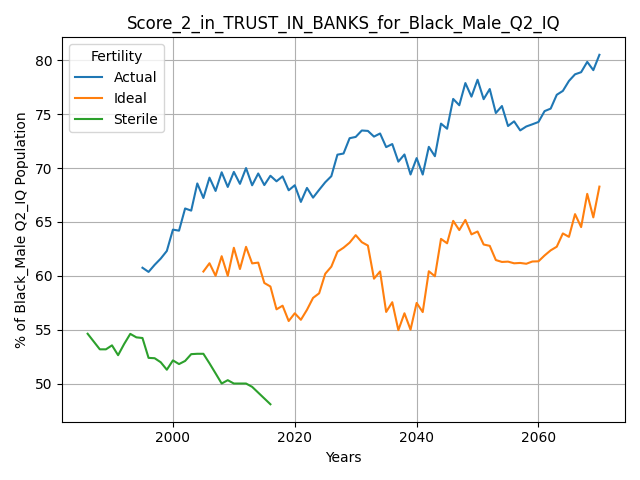 Score_2_in_TRUST_IN_BANKS_for_Black_Male_Q2_IQ
Fertility
Actual
Ideal
Sterile
% of Black_Male Q2_IQ Population
80
75
70
65
60
55
50
2000
2020
2040
2060
Years